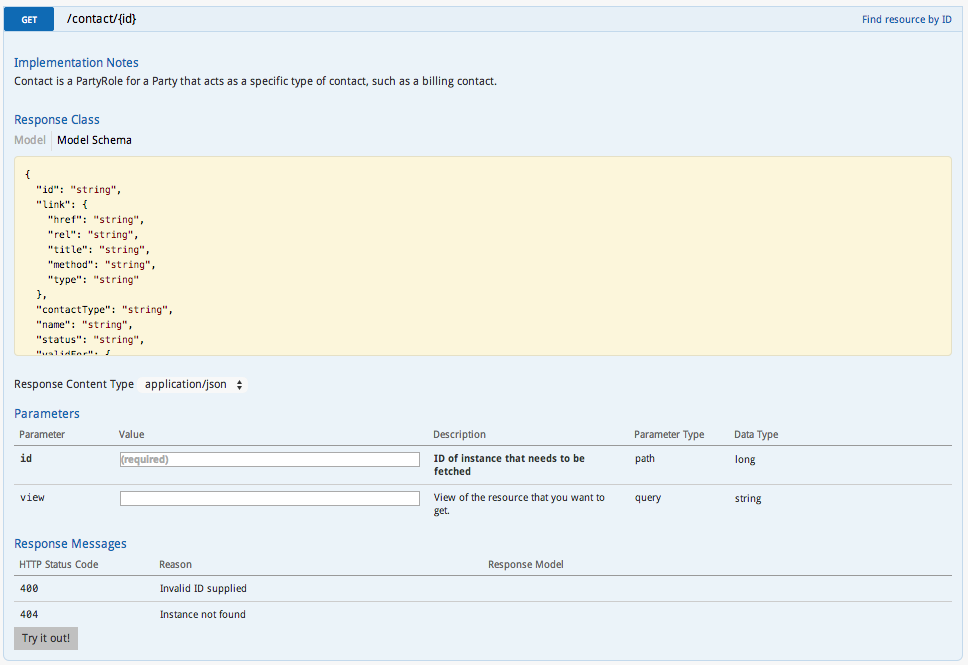 GET /contact/{id} Find resource by ID
Implementation Notes
Contact is a PartyRole for a Party that acts as a specific type of contact, such as a billing contact.
Response Class
Model Model Schema
{
"id": "string",
"link": {
"href": "string",
"rel": "string",
"title": "string",
"method": "string",
"type": "string"
},
"contactType": "string",
"name": "string",
"status": "string",
"validFor": {
Response Content Type application/json
Parameters
Parameter Value Description Parameter Type Data Type
id (required) ID of instance that needs to be path long
fetched
view View of the resource that you want to query string
get.
Response Messages
HTTP Status Code Reason Response Model
400 Invalid ID supplied
404 Instance not found
Try it out!